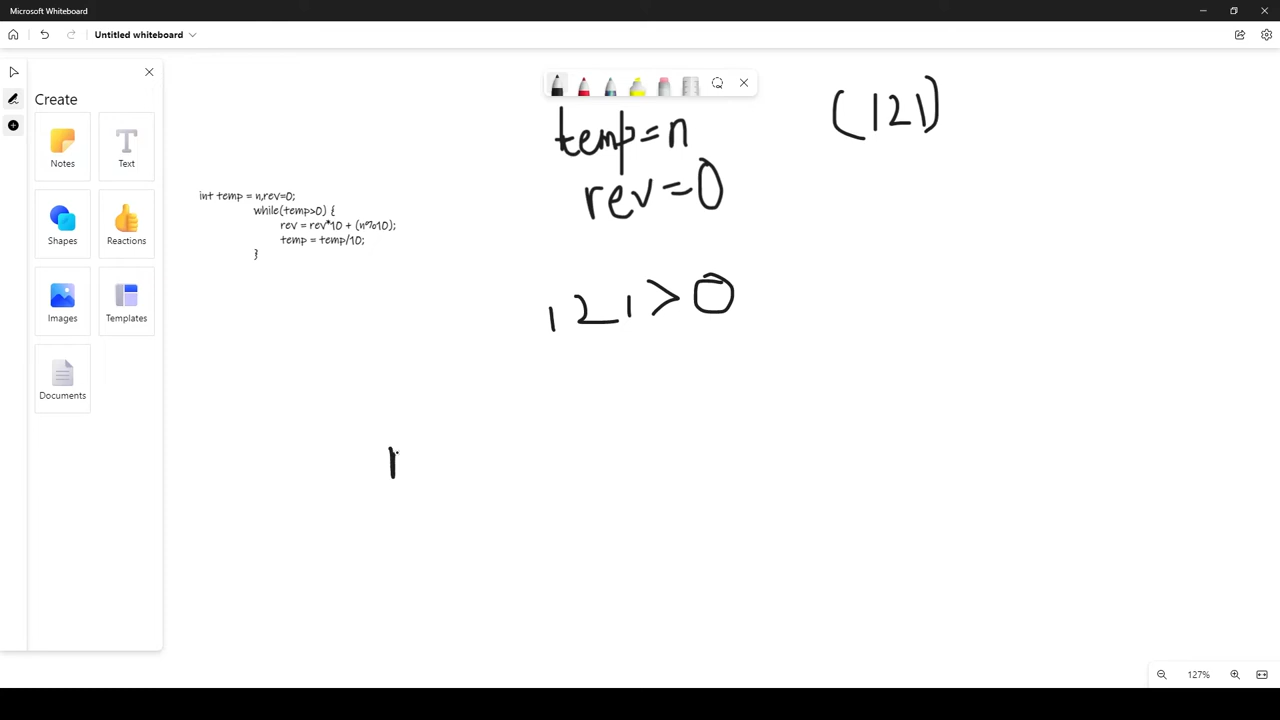 Microsoft Whiteboard
Untitled whiteboard
Create
Notes
Text
Shapes
Reactions
Images
Templates
Documents
int temp = n,rev=0;
while(temp>0) {
rev = rev*10 + (n%10);
temp = temp/10;
}
temp = n
rev = 0
(121)
121 > 0
127%